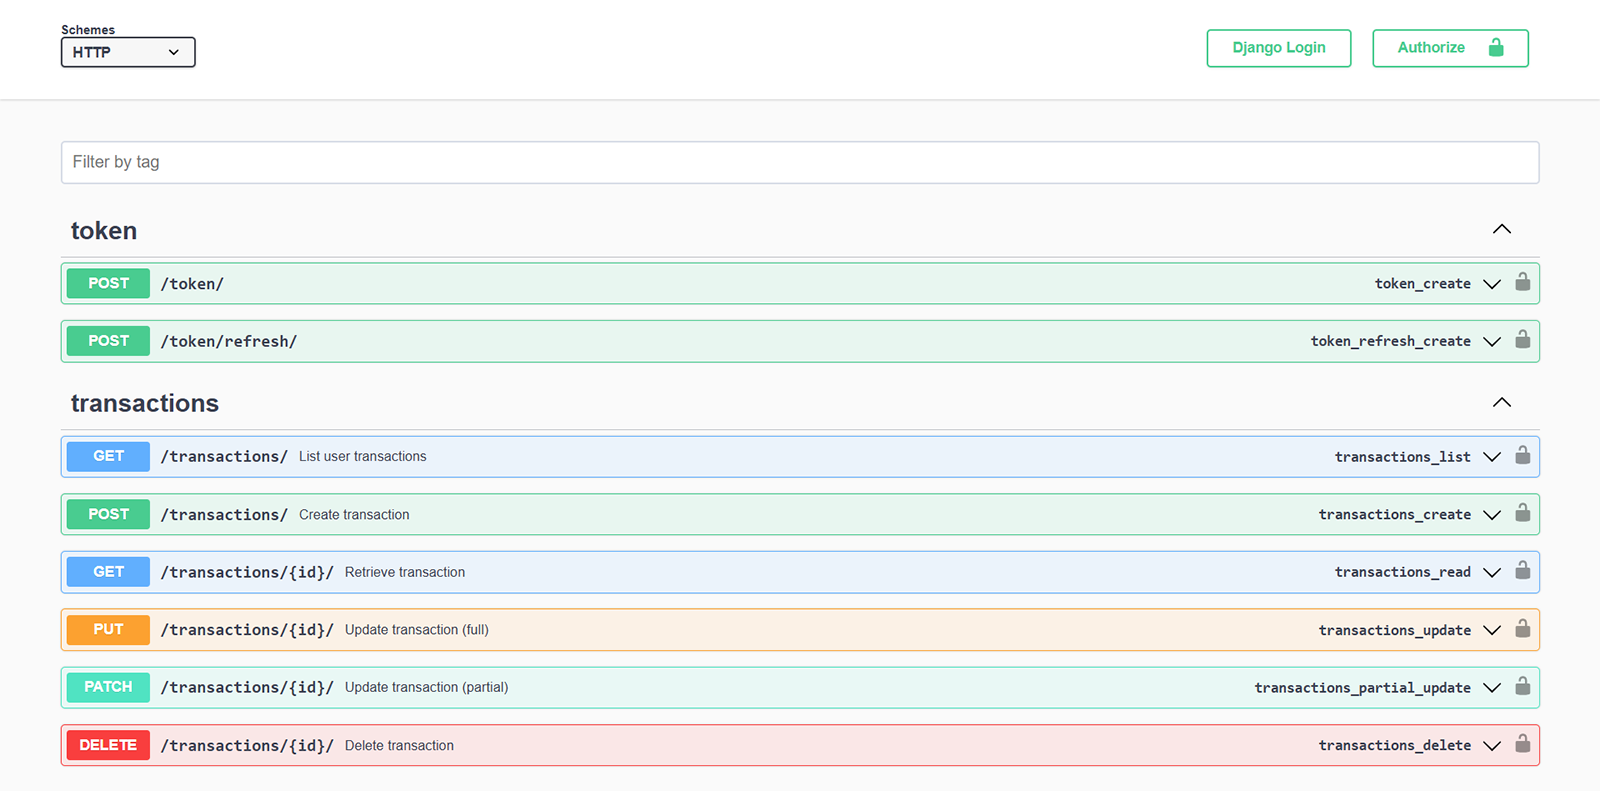 Schemes
HTTP
Django Login
Authorize
Filter by tag
token
POST /token/ token_create
POST /token/refresh/ token_refresh_create
transactions
GET /transactions/ List user transactions transactions_list
POST /transactions/ Create transaction transactions_create
GET /transactions/{id}/ Retrieve transaction transactions_read
PUT /transactions/{id}/ Update transaction (full) transactions_update
PATCH /transactions/{id}/ Update transaction (partial) transactions_partial_update
DELETE /transactions/{id}/ Delete transaction transactions_delete